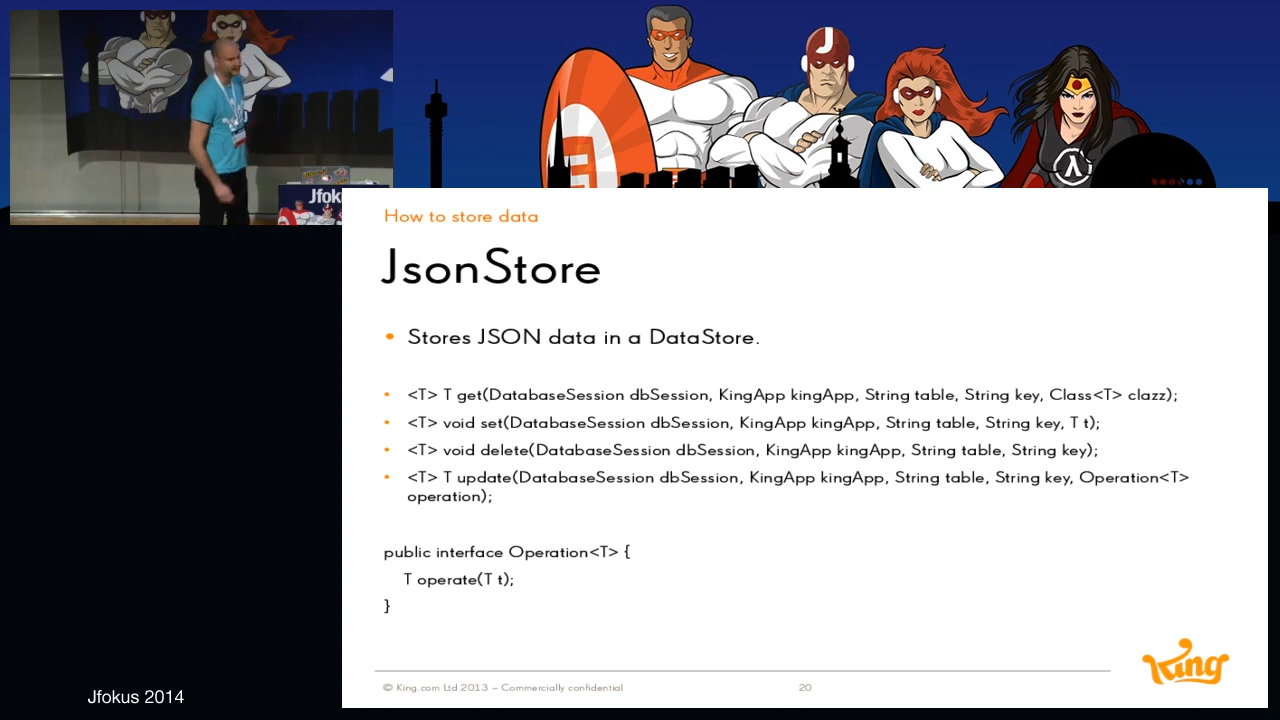 J
Jfok
How to store data
JsonStore
• Stores JSON data in a DataStore.
• <T> T get(DatabaseSession dbSession, KingApp kingApp, String table, String key, Class<T> clazz);
• <T> void set(DatabaseSession dbSession, KingApp kingApp, String table, String key, T t);
• <T> void delete(DatabaseSession dbSession, KingApp kingApp, String table, String key);
• <T> T update(DatabaseSession dbSession, KingApp kingApp, String table, String key, Operation<T>
operation);
public interface Operation<T> {
T operate(T t);
}
King
© King.com Ltd 2013 – Commercially confidential
20
Jfokus 2014